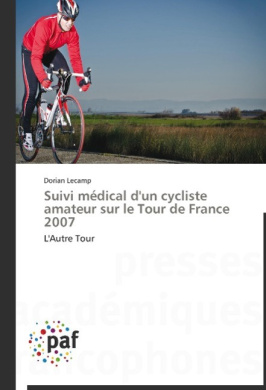 Dorian Lecamp
Suivi médical d'un cycliste
amateur sur le Tour de France
2007
L'Autre Tour
presses
académiques
francophones
paf